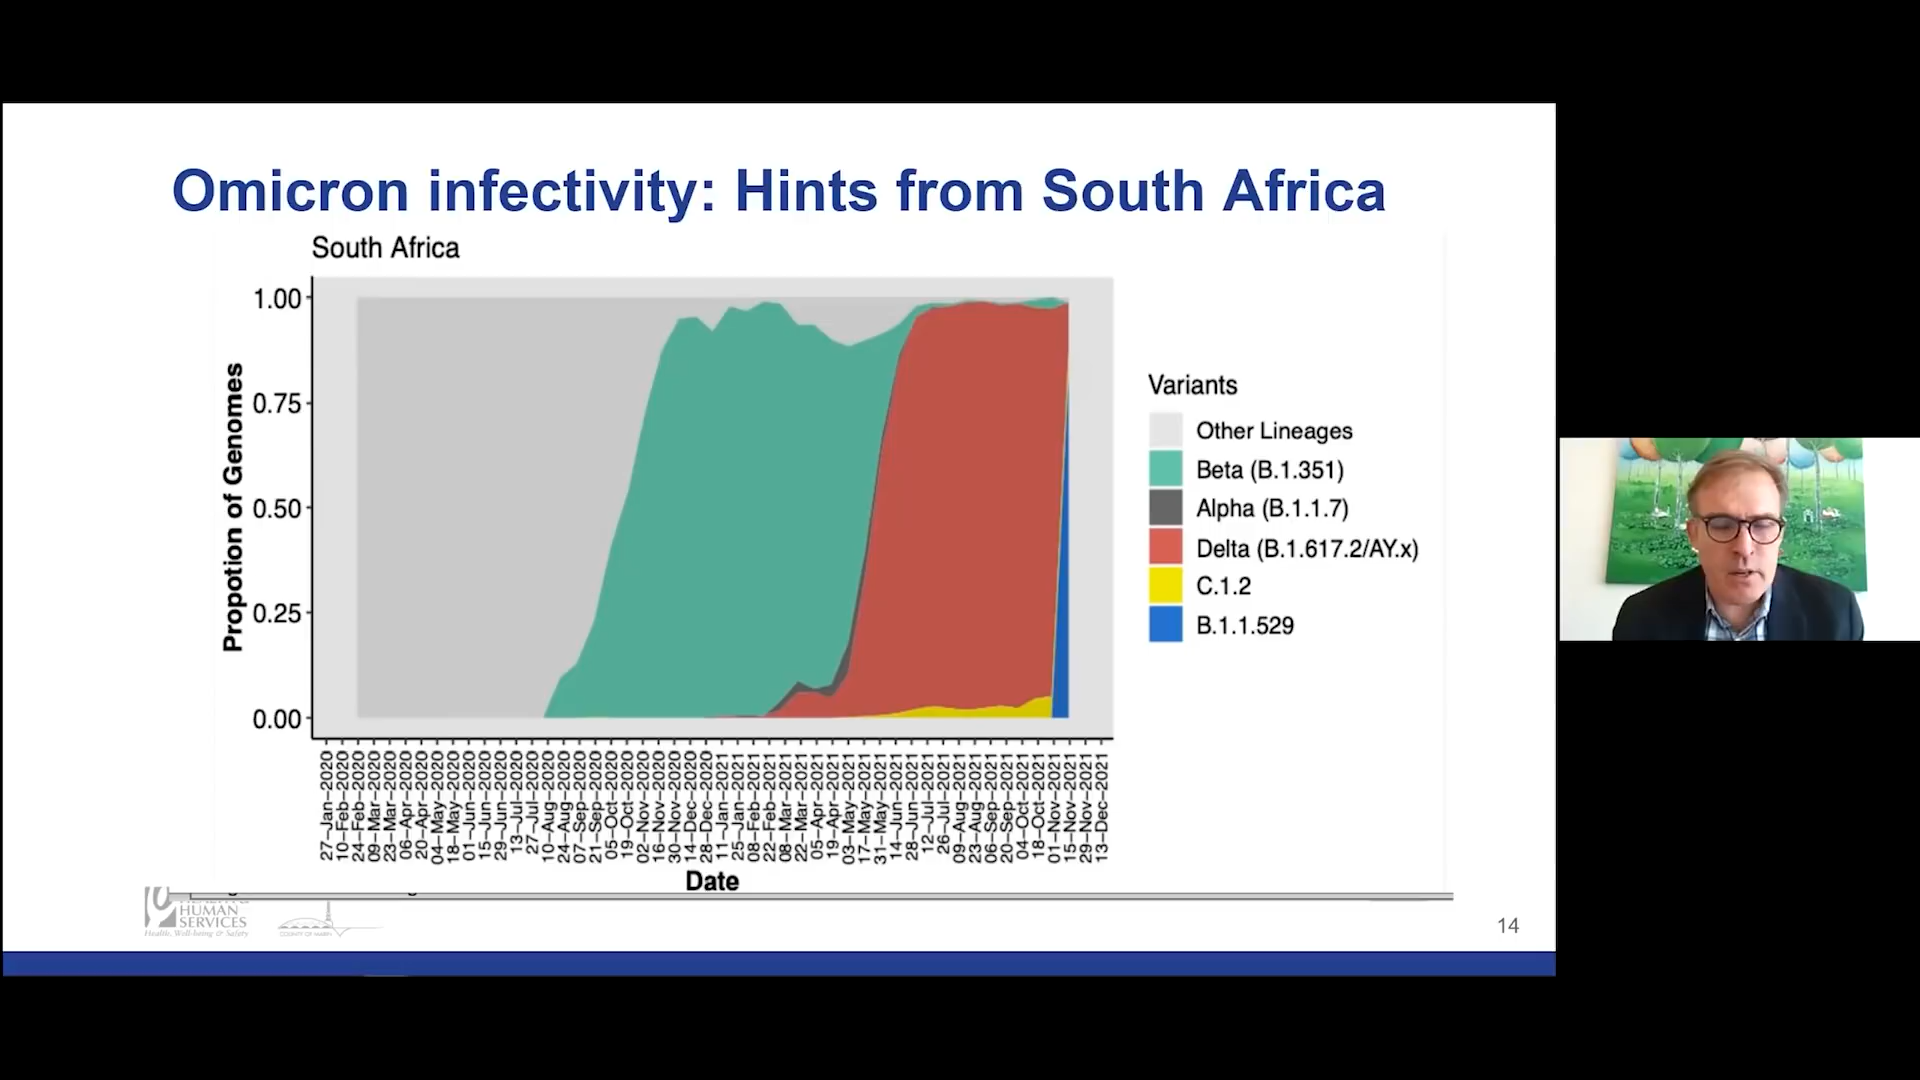 Omicron infectivity: Hints from South Africa
South Africa
1.00
0.75
0.50
0.25
0.00
Propotion of Genomes
27–Jan–2020
10–Feb–2020
24–Feb–2020
09–Mar–2020
23–Mar–2020
06–Apr–2020
20–Apr–2020
04–May–2020
18–May–2020
01–Jun–2020
15–Jun–2020
29–Jun–2020
13–Jul–2020
27–Jul–2020
10–Aug–2020
24–Aug–2020
07–Sep–2020
21–Sep–2020
05–Oct–2020
19–Oct–2020
02–Nov–2020
16–Nov–2020
30–Nov–2020
14–Dec–2020
28–Dec–2020
11–Jan–2021
25–Jan–2021
08–Feb–2021
22–Feb–2021
08–Mar–2021
22–Mar–2021
05–Apr–2021
19–Apr–2021
03–May–2021
17–May–2021
31–May–2021
14–Jun–2021
28–Jun–2021
12–Jul–2021
26–Jul–2021
09–Aug–2021
23–Aug–2021
06–Sep–2021
20–Sep–2021
04–Oct–2021
18–Oct–2021
01–Nov–2021
15–Nov–2021
29–Nov–2021
13–Dec–2021
Date
Variants
Other Lineages
Beta (B.1.351)
Alpha (B.1.1.7)
Delta (B.1.617.2/AY.x)
C.1.2
B.1.1.529
HUMAN
SERVICES
Health, Well-being & Safety
COUNTY OF MARIN
14